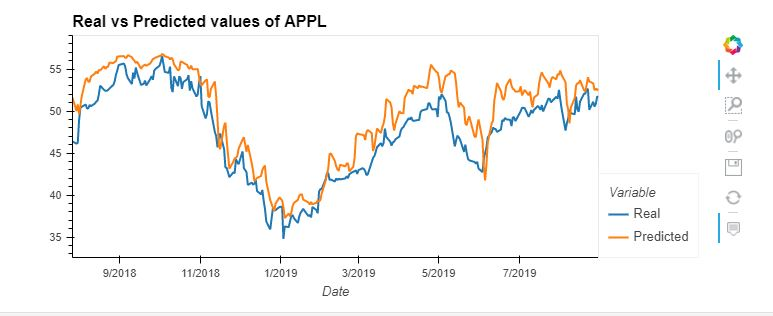 Real vs Predicted values of APPL
55
50
45
40
35
9/2018 11/2018 1/2019 3/2019 5/2019 7/2019
Date
Variable
Real
Predicted